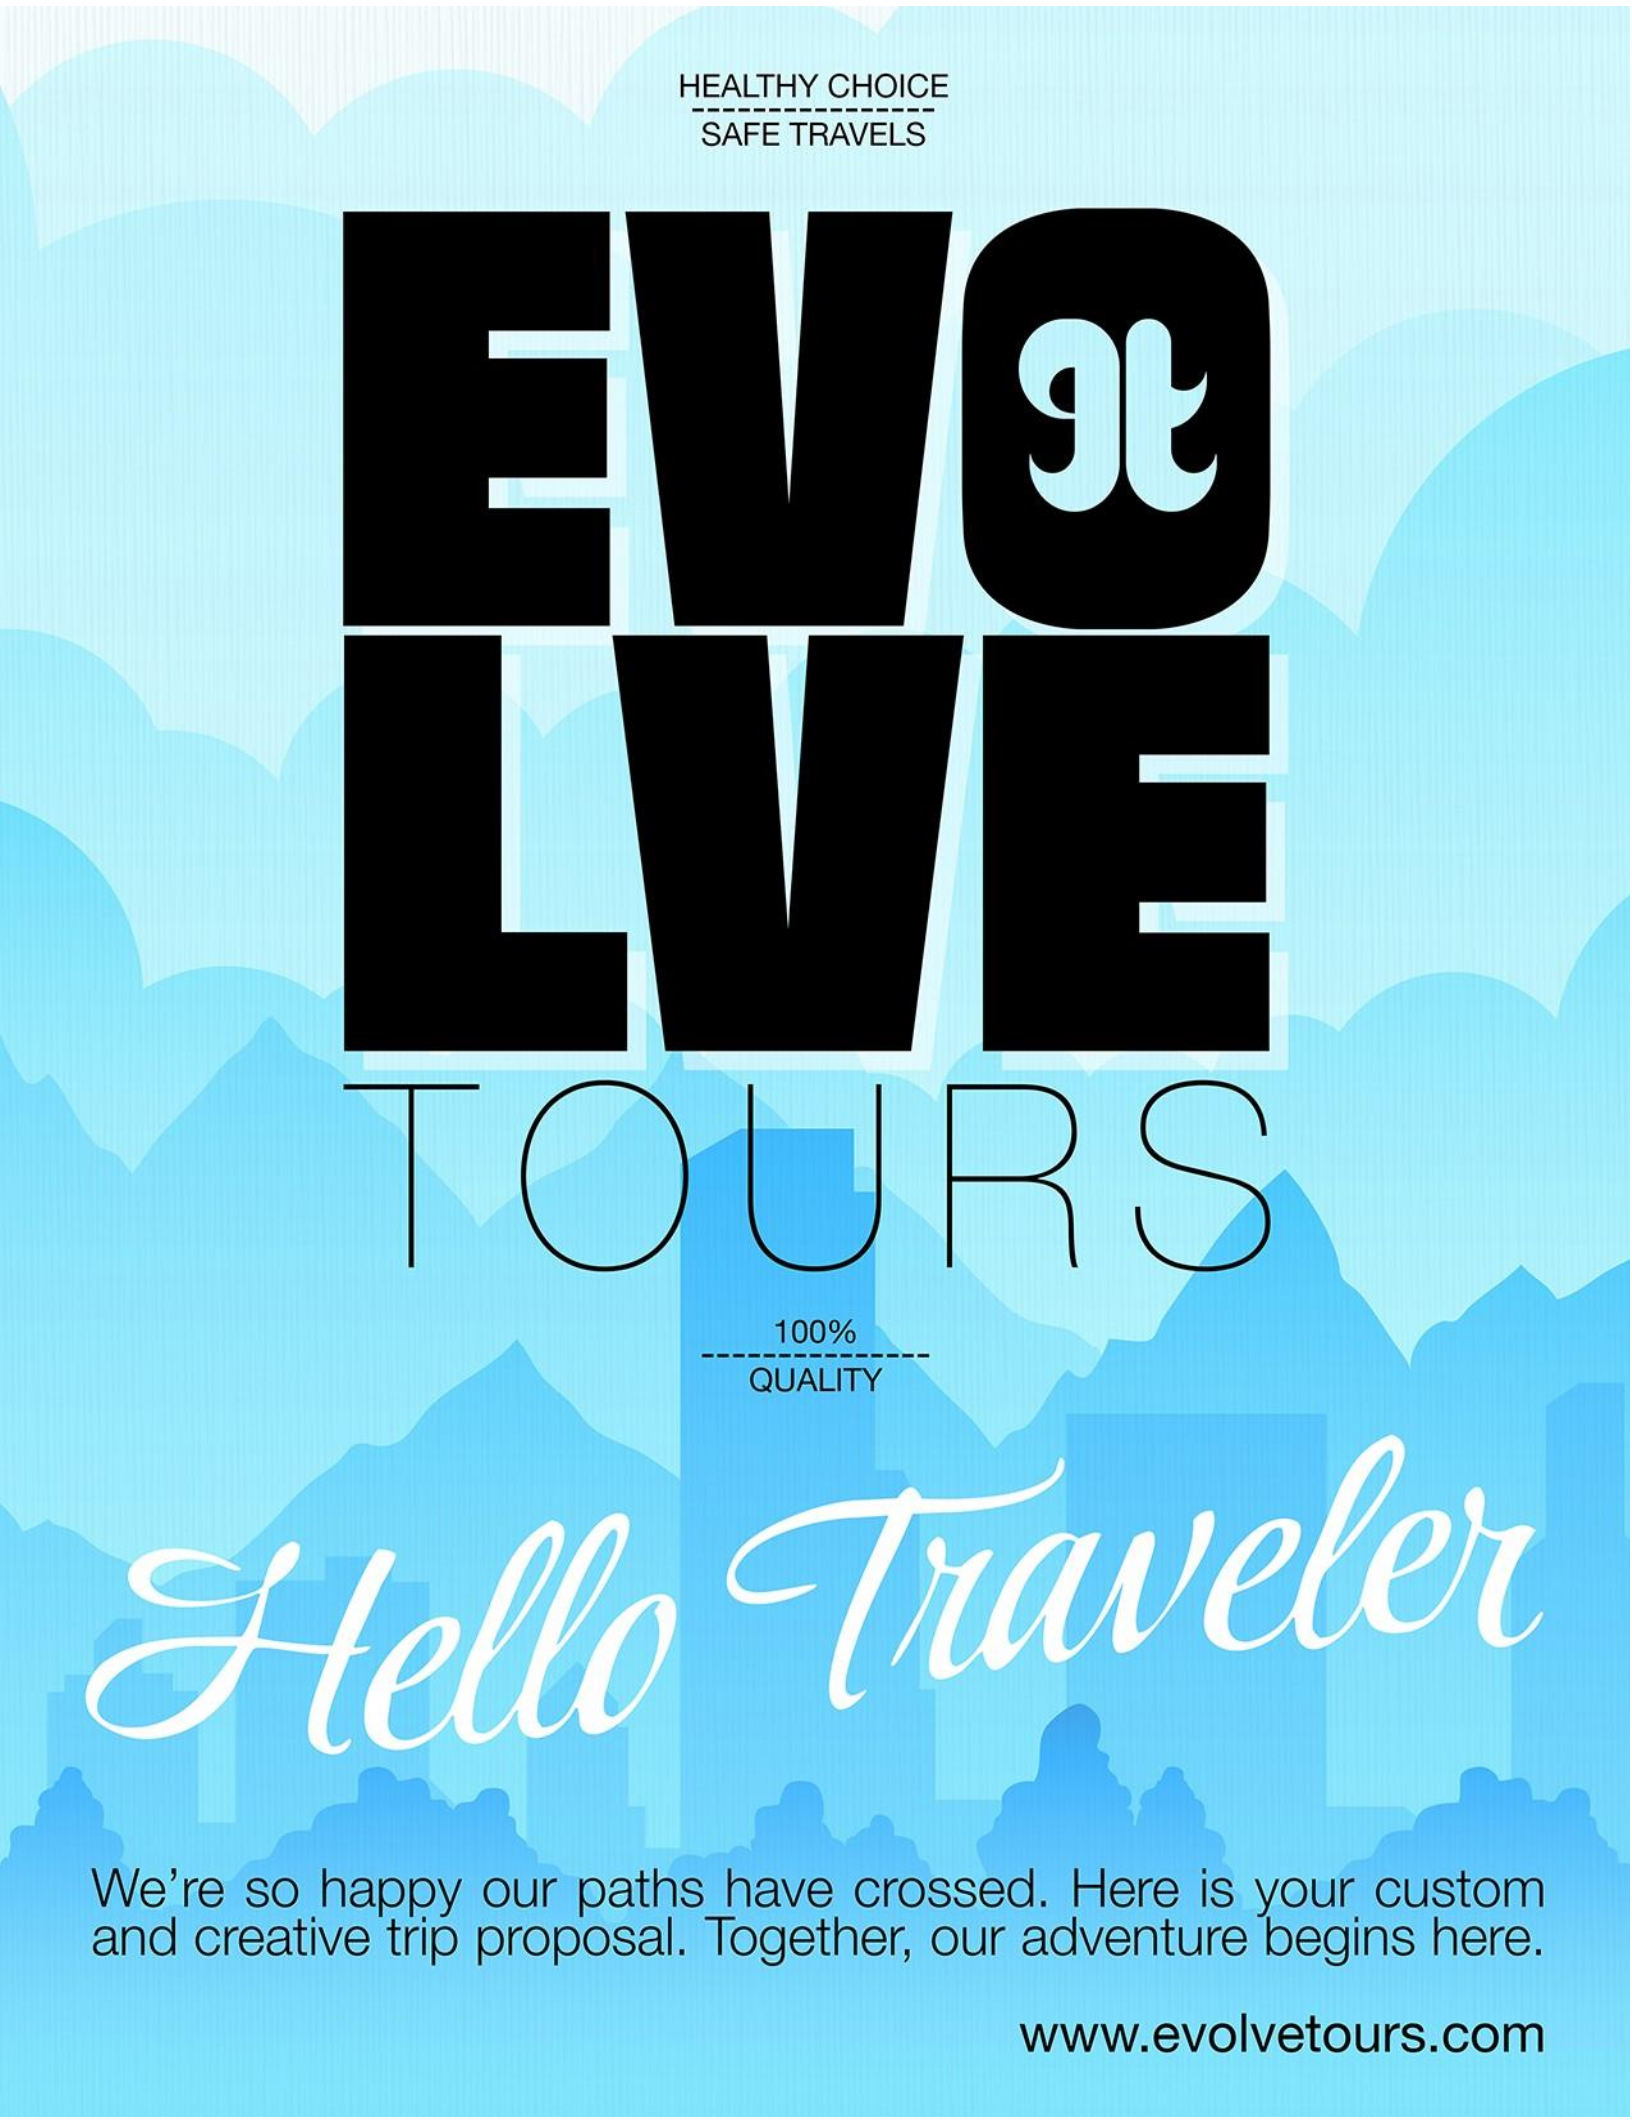 HEALTHY CHOICE
SAFE TRAVELS
EVO
LVE
TOURS
100%
QUALITY
Hello Traveler
We're so happy our paths have crossed. Here is your custom
and creative trip proposal. Together, our adventure begins here.
www.evolvetours.com